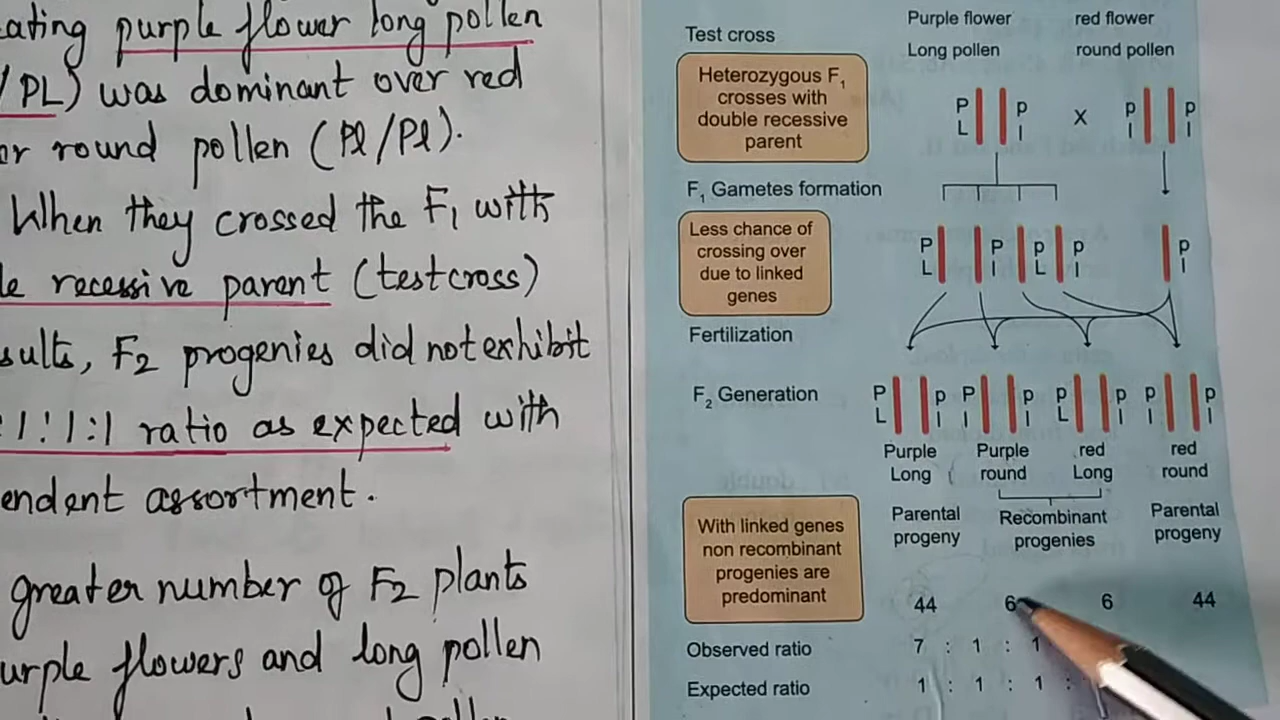 ating purple flower long pollen
/PL) was dominant over red
or round pollen (Pl/Pl).
When they crossed the F1 with
le recessive parent (testcross)
sults, F2 progenies did not exhibit
:1:1:1 ratio as expected with
endent assortment.
greater number of F2 plants
urple flowers and long pollen
Test cross
Purple flower
Long pollen
red flower
round pollen
Heterozygous F1
crosses with
double recessive
parent
P p x p p
L l l l
F1 Gametes formation
Less chance of
crossing over
due to linked
genes
P P p p p
L l L l l
Fertilization
F2 Generation
P p P p p p p p
L l l l L l l l
Purple
Long
Purple
round
red
Long
red
round
With linked genes
non recombinant
progenies are
predominant
Parental
progeny
Recombinant
progenies
Parental
progeny
44 6 6 44
Observed ratio 7 : 1 : 1
Expected ratio 1 : 1 : 1 :